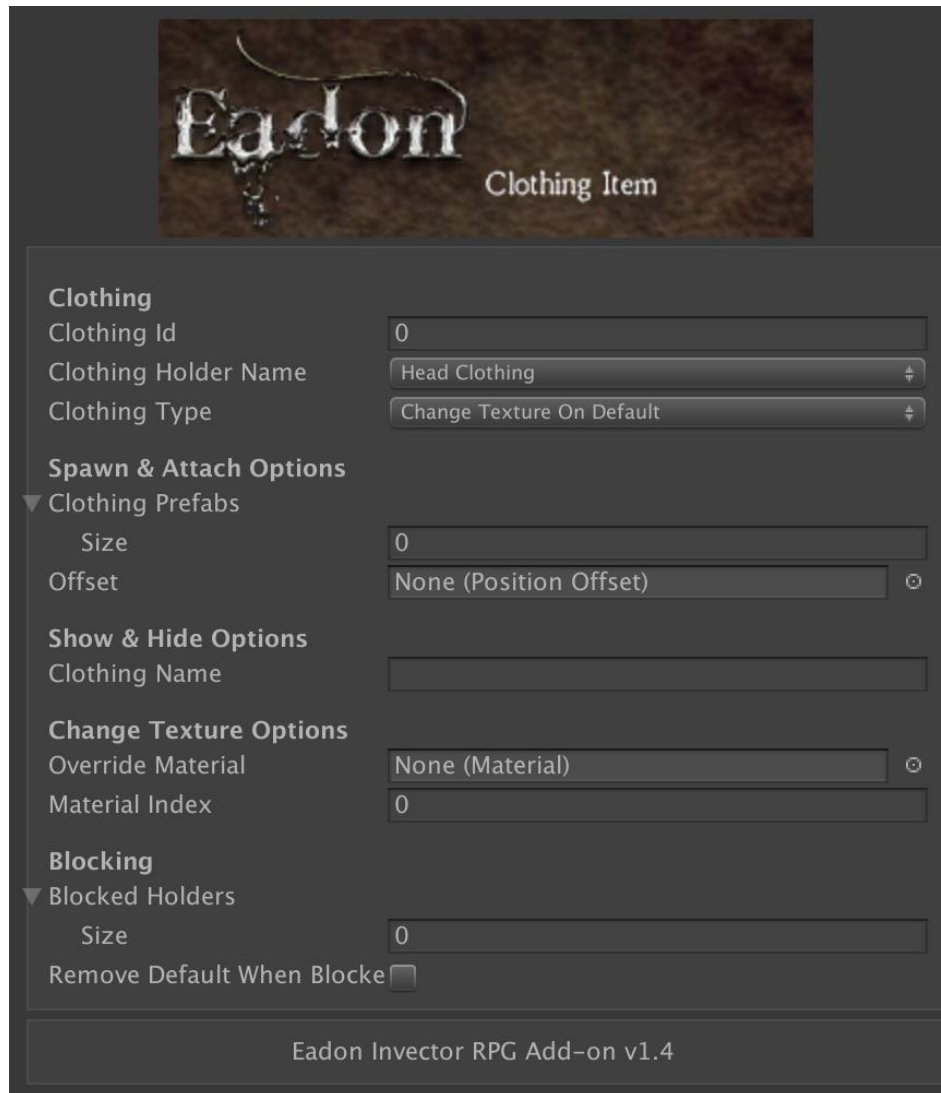 Eadon
Clothing Item
Clothing
Clothing Id 0
Clothing Holder Name Head Clothing
Clothing Type Change Texture On Default
Spawn & Attach Options
Clothing Prefabs
Size 0
Offset None (Position Offset)
Show & Hide Options
Clothing Name
Change Texture Options
Override Material None (Material)
Material Index 0
Blocking
Blocked Holders
Size 0
Remove Default When Blocke
Eadon Invector RPG Add-on v1.4